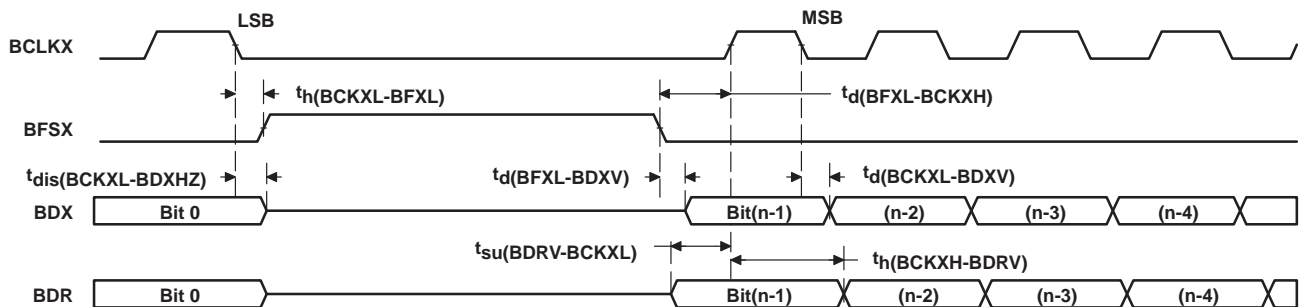 LSB
MSB
BCLKX
th(BCKXL-BFXL)
td(BFXL-BCKXH)
BFSX
tdis(BCKXL-BDXHZ)
td(BFXL-BDXV)
td(BCKXL-BDXV)
BDX
Bit 0
Bit(n-1)
(n-2)
(n-3)
(n-4)
tsu(BDRV-BCKXL)
th(BCKXH-BDRV)
BDR
Bit 0
Bit(n-1)
(n-2)
(n-3)
(n-4)